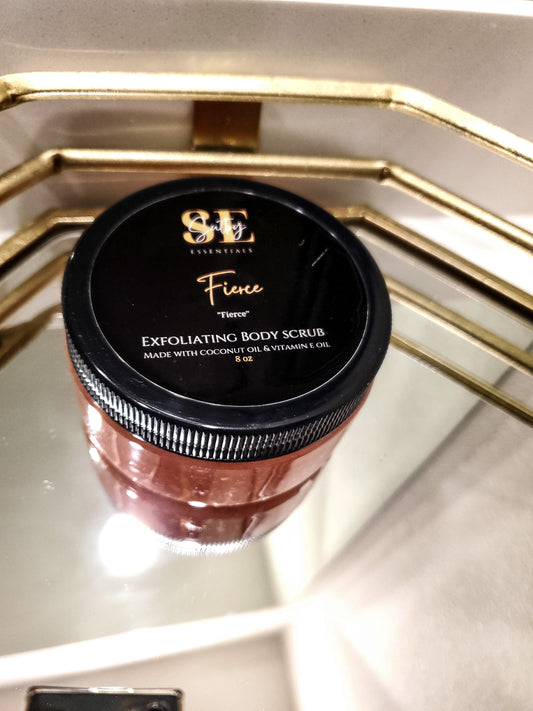 SE
ESSENTIALS
Fierce
"Fierce"
Exfoliating Body scrub
Made with coconut oil & vitamin E oil
8 oz